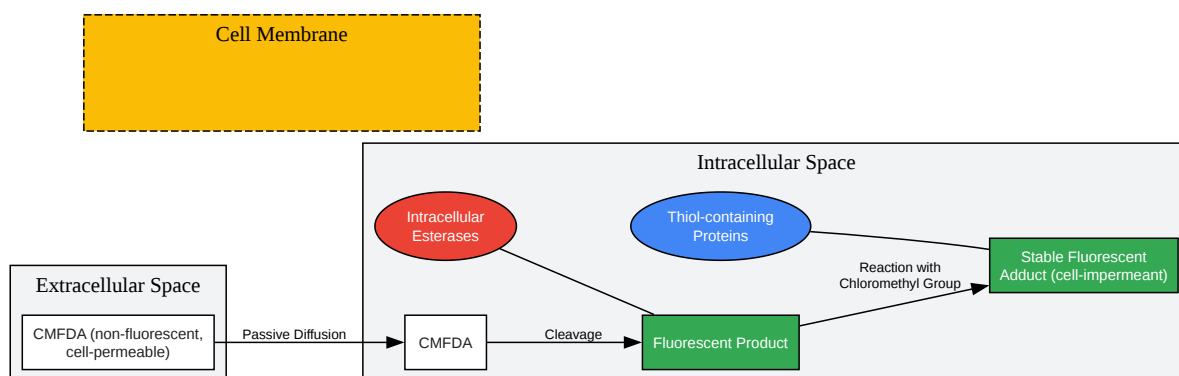 Cell Membrane
Intracellular Space
Intracellular
Esterases
Thiol-containing
Proteins
Stable Fluorescent
Adduct (cell-impermeant)
Reaction with
Chloromethyl Group
Extracellular Space
CMFDA (non-fluorescent,
cell-permeable)
Passive Diffusion
CMFDA
Cleavage
Fluorescent Product